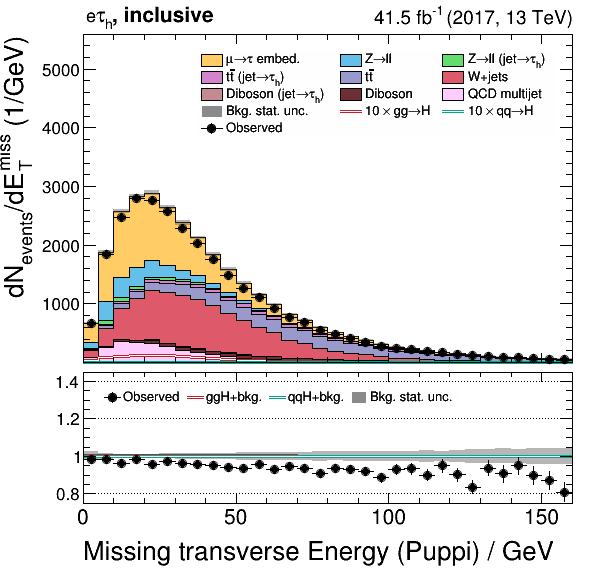 eτh, inclusive 41.5 fb-1 (2017, 13 TeV)
dNevents/dETmiss (1/GeV)
5000
4000
3000
2000
1000
μ→τ embed. Z→ll Z→ll (jet→τh)
tt̄ (jet→τh) tt̄ W+jets
Diboson (jet→τh) Diboson QCD multijet
Bkg. stat. unc. 10 × gg→H 10 × qq→H
Observed
1.4
1.2
1
0.8
Observed ggH+bkg. qqH+bkg. Bkg. stat. unc.
0 50 100 150
Missing transverse Energy (Puppi) / GeV